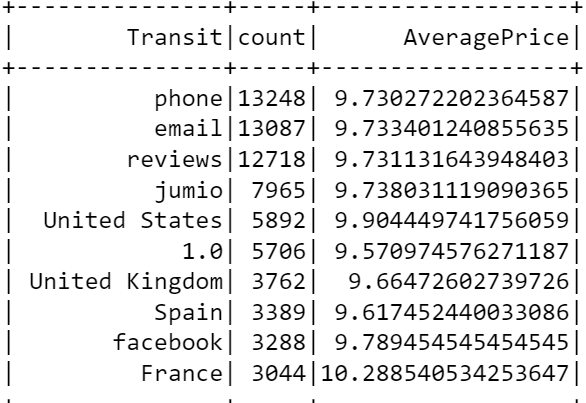 +---------------+-----+------------------+
|        Transit|count|      AveragePrice|
+---------------+-----+------------------+
|          phone|13248| 9.730272202364587|
|          email|13087| 9.733401240855635|
|        reviews|12718| 9.731131643948403|
|          jumio| 7965| 9.738031119090365|
|  United States| 5892| 9.904449741756059|
|            1.0| 5706| 9.570974576271187|
| United Kingdom| 3762|  9.66472602739726|
|          Spain| 3389| 9.617452440033086|
|       facebook| 3288| 9.789454545454545|
|         France| 3044|10.288540534253647|